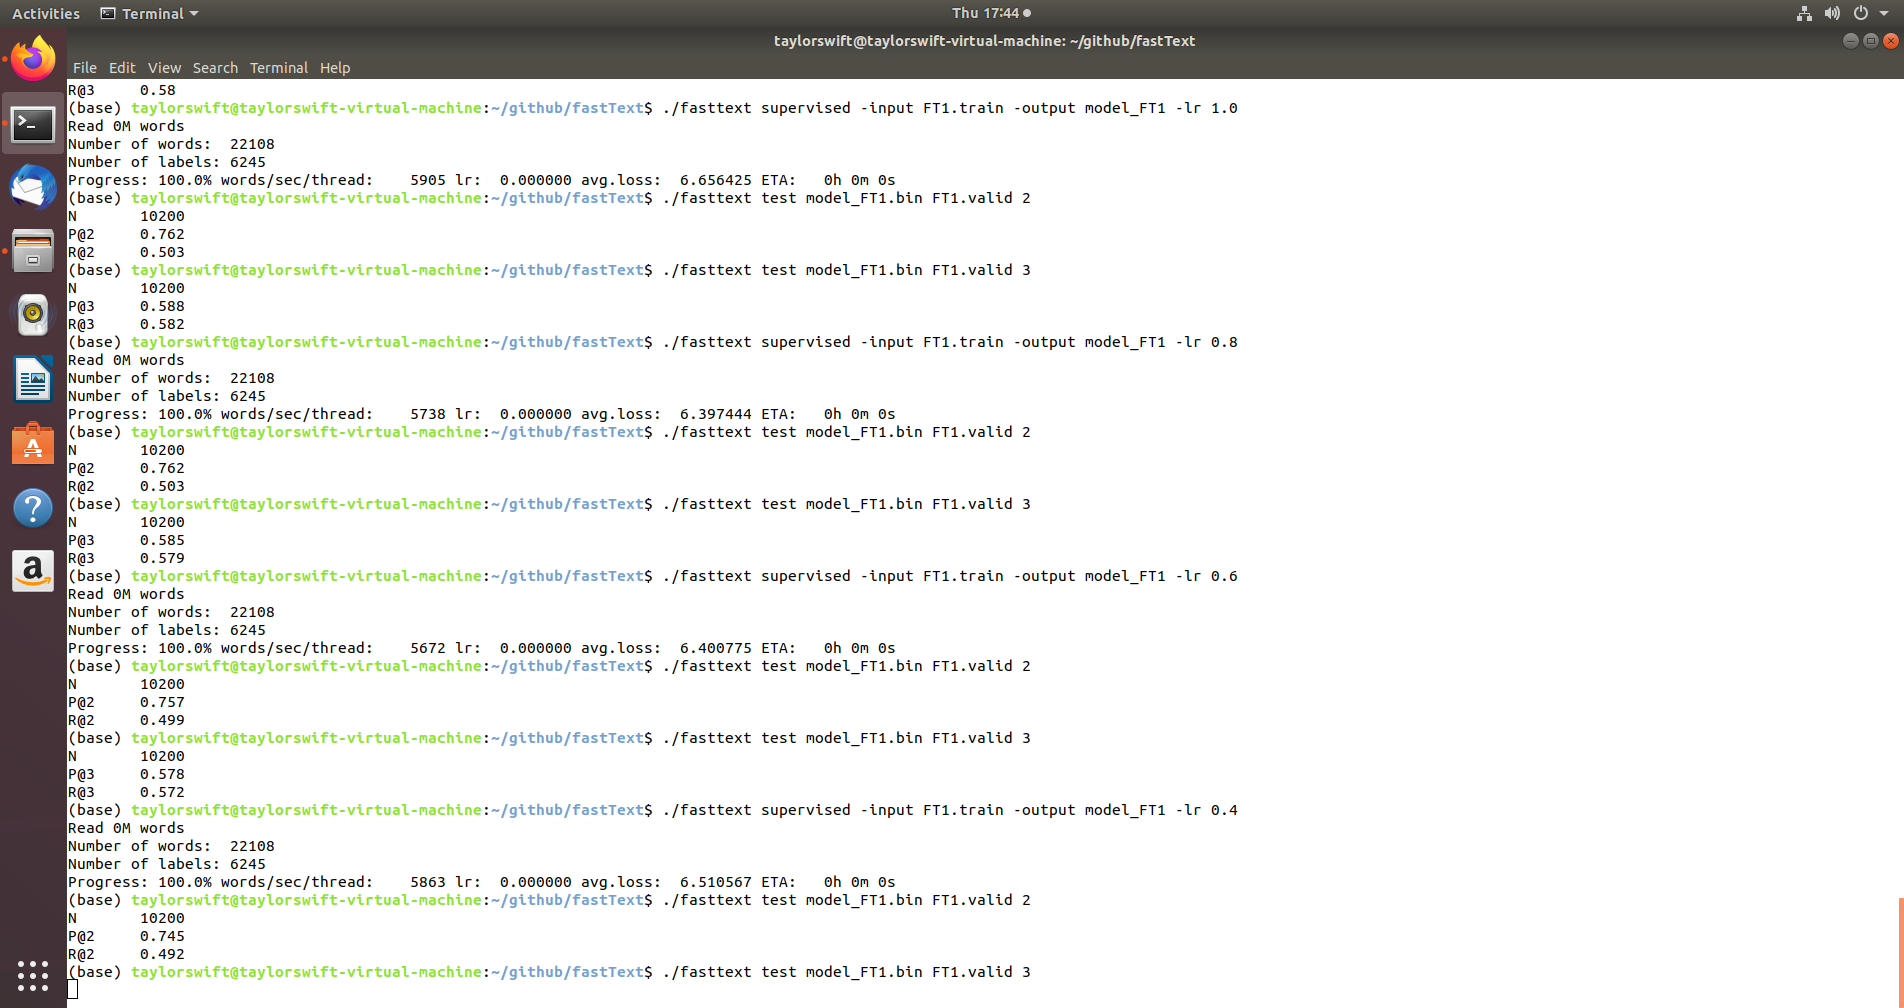 Activities Terminal Thu 17:44
taylorswift@taylorswift-virtual-machine: ~/github/fastText
File Edit View Search Terminal Help
R@3 0.58
(base) taylorswift@taylorswift-virtual-machine:~/github/fastText$ ./fasttext supervised -input FT1.train -output model_FT1 -lr 1.0
Read 0M words
Number of words: 22108
Number of labels: 6245
Progress: 100.0% words/sec/thread: 5905 lr: 0.000000 avg.loss: 6.656425 ETA: 0h 0m 0s
(base) taylorswift@taylorswift-virtual-machine:~/github/fastText$ ./fasttext test model_FT1.bin FT1.valid 2
N 10200
P@2 0.762
R@2 0.503
(base) taylorswift@taylorswift-virtual-machine:~/github/fastText$ ./fasttext test model_FT1.bin FT1.valid 3
N 10200
P@3 0.588
R@3 0.582
(base) taylorswift@taylorswift-virtual-machine:~/github/fastText$ ./fasttext supervised -input FT1.train -output model_FT1 -lr 0.8
Read 0M words
Number of words: 22108
Number of labels: 6245
Progress: 100.0% words/sec/thread: 5738 lr: 0.000000 avg.loss: 6.397444 ETA: 0h 0m 0s
(base) taylorswift@taylorswift-virtual-machine:~/github/fastText$ ./fasttext test model_FT1.bin FT1.valid 2
N 10200
P@2 0.762
R@2 0.503
(base) taylorswift@taylorswift-virtual-machine:~/github/fastText$ ./fasttext test model_FT1.bin FT1.valid 3
N 10200
P@3 0.585
R@3 0.579
(base) taylorswift@taylorswift-virtual-machine:~/github/fastText$ ./fasttext supervised -input FT1.train -output model_FT1 -lr 0.6
Read 0M words
Number of words: 22108
Number of labels: 6245
Progress: 100.0% words/sec/thread: 5672 lr: 0.000000 avg.loss: 6.400775 ETA: 0h 0m 0s
(base) taylorswift@taylorswift-virtual-machine:~/github/fastText$ ./fasttext test model_FT1.bin FT1.valid 2
N 10200
P@2 0.757
R@2 0.499
(base) taylorswift@taylorswift-virtual-machine:~/github/fastText$ ./fasttext test model_FT1.bin FT1.valid 3
N 10200
P@3 0.578
R@3 0.572
(base) taylorswift@taylorswift-virtual-machine:~/github/fastText$ ./fasttext supervised -input FT1.train -output model_FT1 -lr 0.4
Read 0M words
Number of words: 22108
Number of labels: 6245
Progress: 100.0% words/sec/thread: 5863 lr: 0.000000 avg.loss: 6.510567 ETA: 0h 0m 0s
(base) taylorswift@taylorswift-virtual-machine:~/github/fastText$ ./fasttext test model_FT1.bin FT1.valid 2
N 10200
P@2 0.745
R@2 0.492
(base) taylorswift@taylorswift-virtual-machine:~/github/fastText$ ./fasttext test model_FT1.bin FT1.valid 3